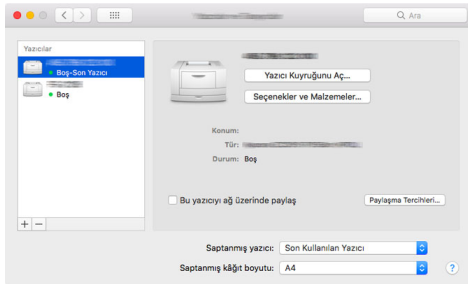 Ara
Yazıcılar
Boş-Son Yazıcı
Boş
Yazıcı Kuyruğunu Aç...
Seçenekler ve Malzemeler...
Konum:
Tür:
Durum: Boş
Bu yazıcıyı ağ üzerinde paylaş
Paylaşma Tercihleri...
Saptanmış yazıcı: Son Kullanılan Yazıcı
Saptanmış kâğıt boyutu: A4
?